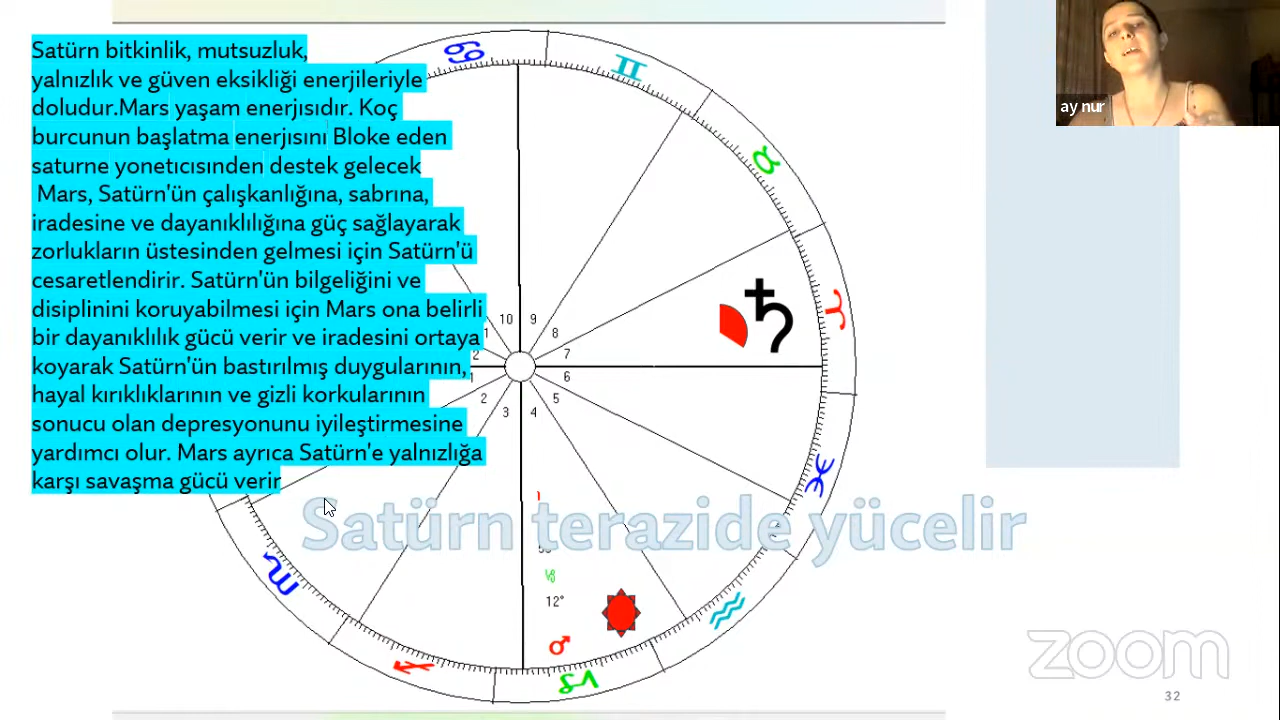 Satürn bitkinlik, mutsuzluk,
yalnızlık ve güven eksikliği enerjileriyle
doludur.Mars yaşam enerjısıdır. Koç
burcunun başlatma enerjısını Bloke eden
saturne yonetıcısınden destek gelecek
Mars, Satürn'ün çalışkanlığına, sabrına,
iradesine ve dayanıklılığına güç sağlayarak
zorlukların üstesinden gelmesi için Satürn'ü
cesaretlendirir. Satürn'ün bilgeliğini ve
disiplinini koruyabilmesi için Mars ona belirli
bir dayanıklılık gücü verir ve iradesini ortaya
koyarak Satürn'ün bastırılmış duygularının,
hayal kırıklıklarının ve gizli korkularının
sonucu olan depresyonunu iyileştirmesine
yardımcı olur. Mars ayrıca Satürn'e yalnızlığa
karşı savaşma gücü verir
ay nur
10 9
8
7
6
5
4
3
2
1
12°
Satürn terazide yücelir
zoom
32